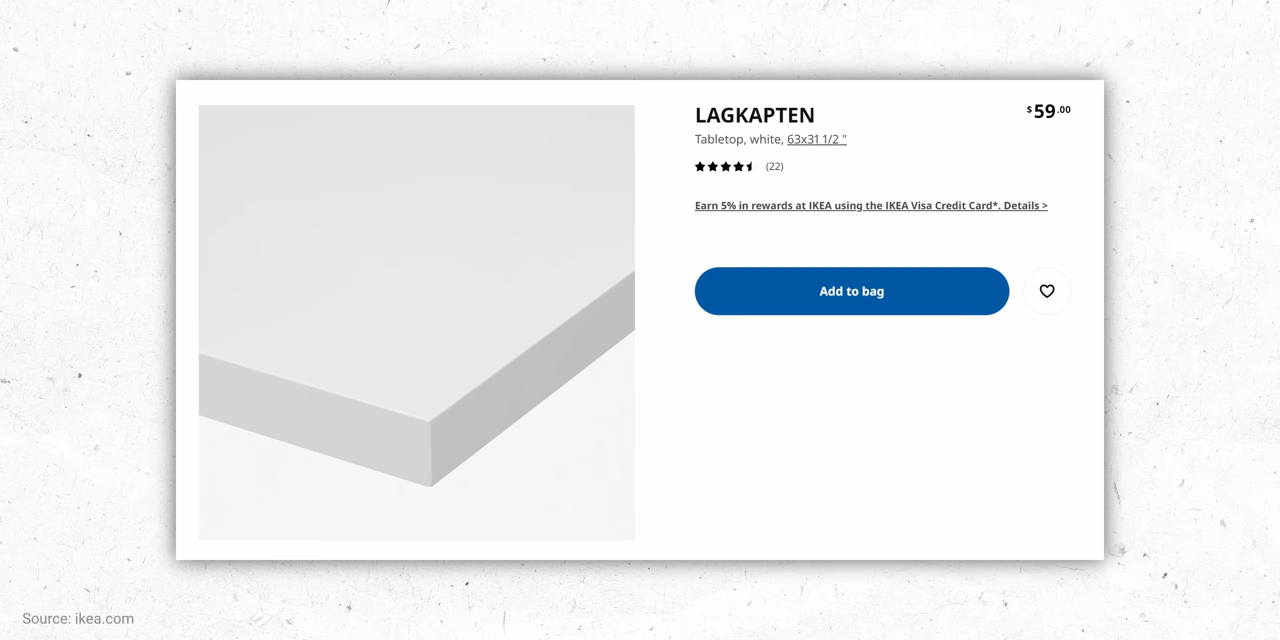 LAGKAPTEN
$59.00
Tabletop, white, 63x31 1/2 "
(22)
Earn 5% in rewards at IKEA using the IKEA Visa Credit Card*. Details >
Add to bag
Source: ikea.com